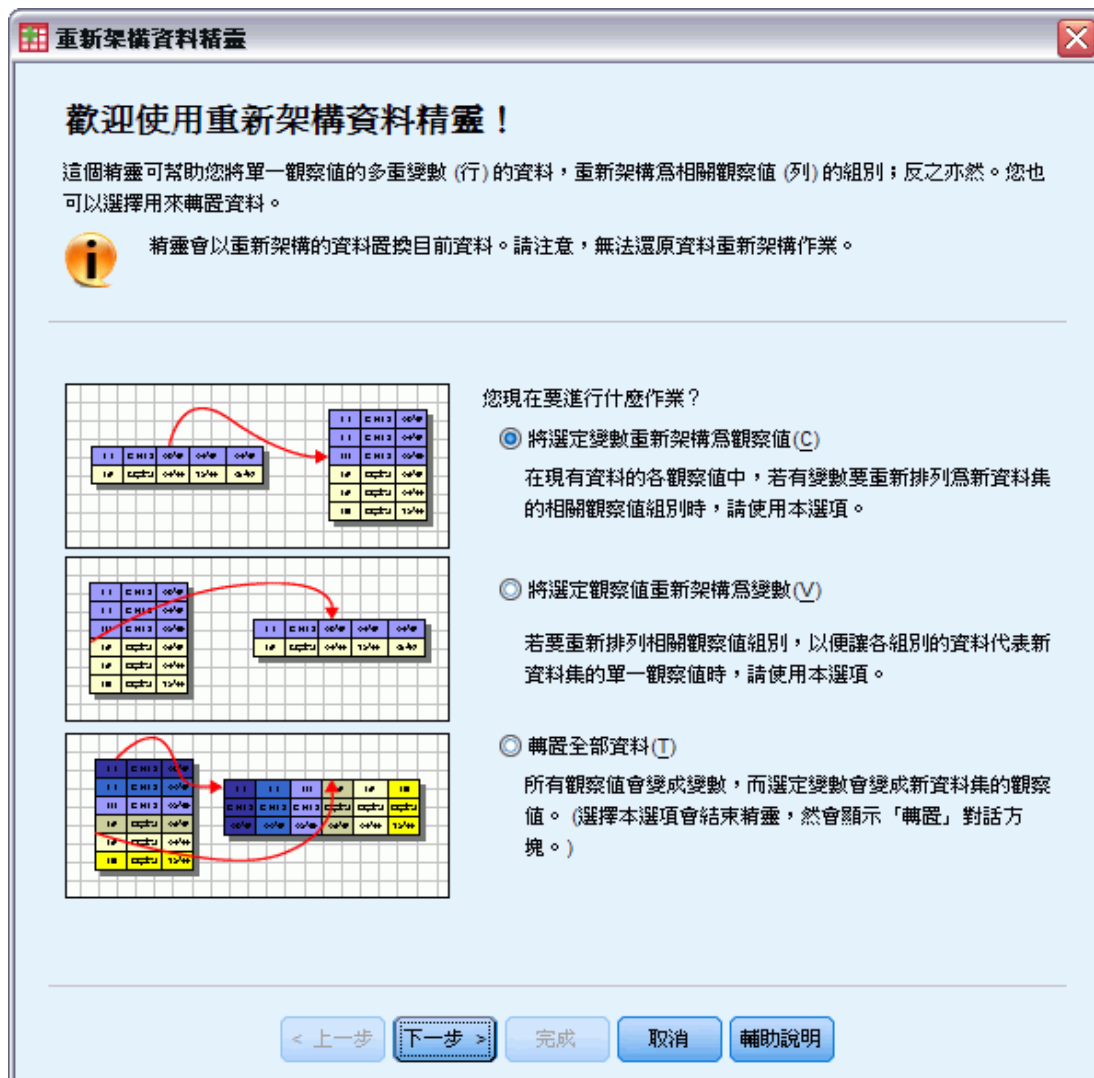 重新架構資料精靈
歡迎使用重新架構資料精靈！
這個精靈可幫助您將單一觀察值的多重變數 (行) 的資料，重新架構為相關觀察值 (列) 的組別；反之亦然。您也
可以選擇用來轉置資料。
精靈會以重新架構的資料置換目前資料。請注意，無法還原資料重新架構作業。
您現在要進行什麼作業？
將選定變數重新架構為觀察值(C)
在現有資料的各觀察值中，若有變數要重新排列為新資料集
的相關觀察值組別時，請使用本選項。
將選定觀察值重新架構為變數(V)
若要重新排列相關觀察值組別，以便讓各組別的資料代表新
資料集的單一觀察值時，請使用本選項。
轉置全部資料(T)
所有觀察值會變成變數，而選定變數會變成新資料集的觀察
值。 (選擇本選項會結束精靈，然會顯示「轉置」對話方
塊。)
< 上一步
下一步 >
完成
取消
輔助說明